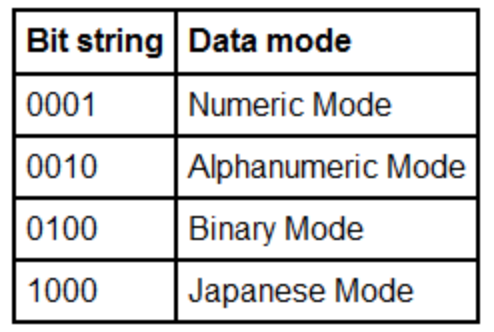 Bit string Data mode
0001 Numeric Mode
0010 Alphanumeric Mode
0100 Binary Mode
1000 Japanese Mode